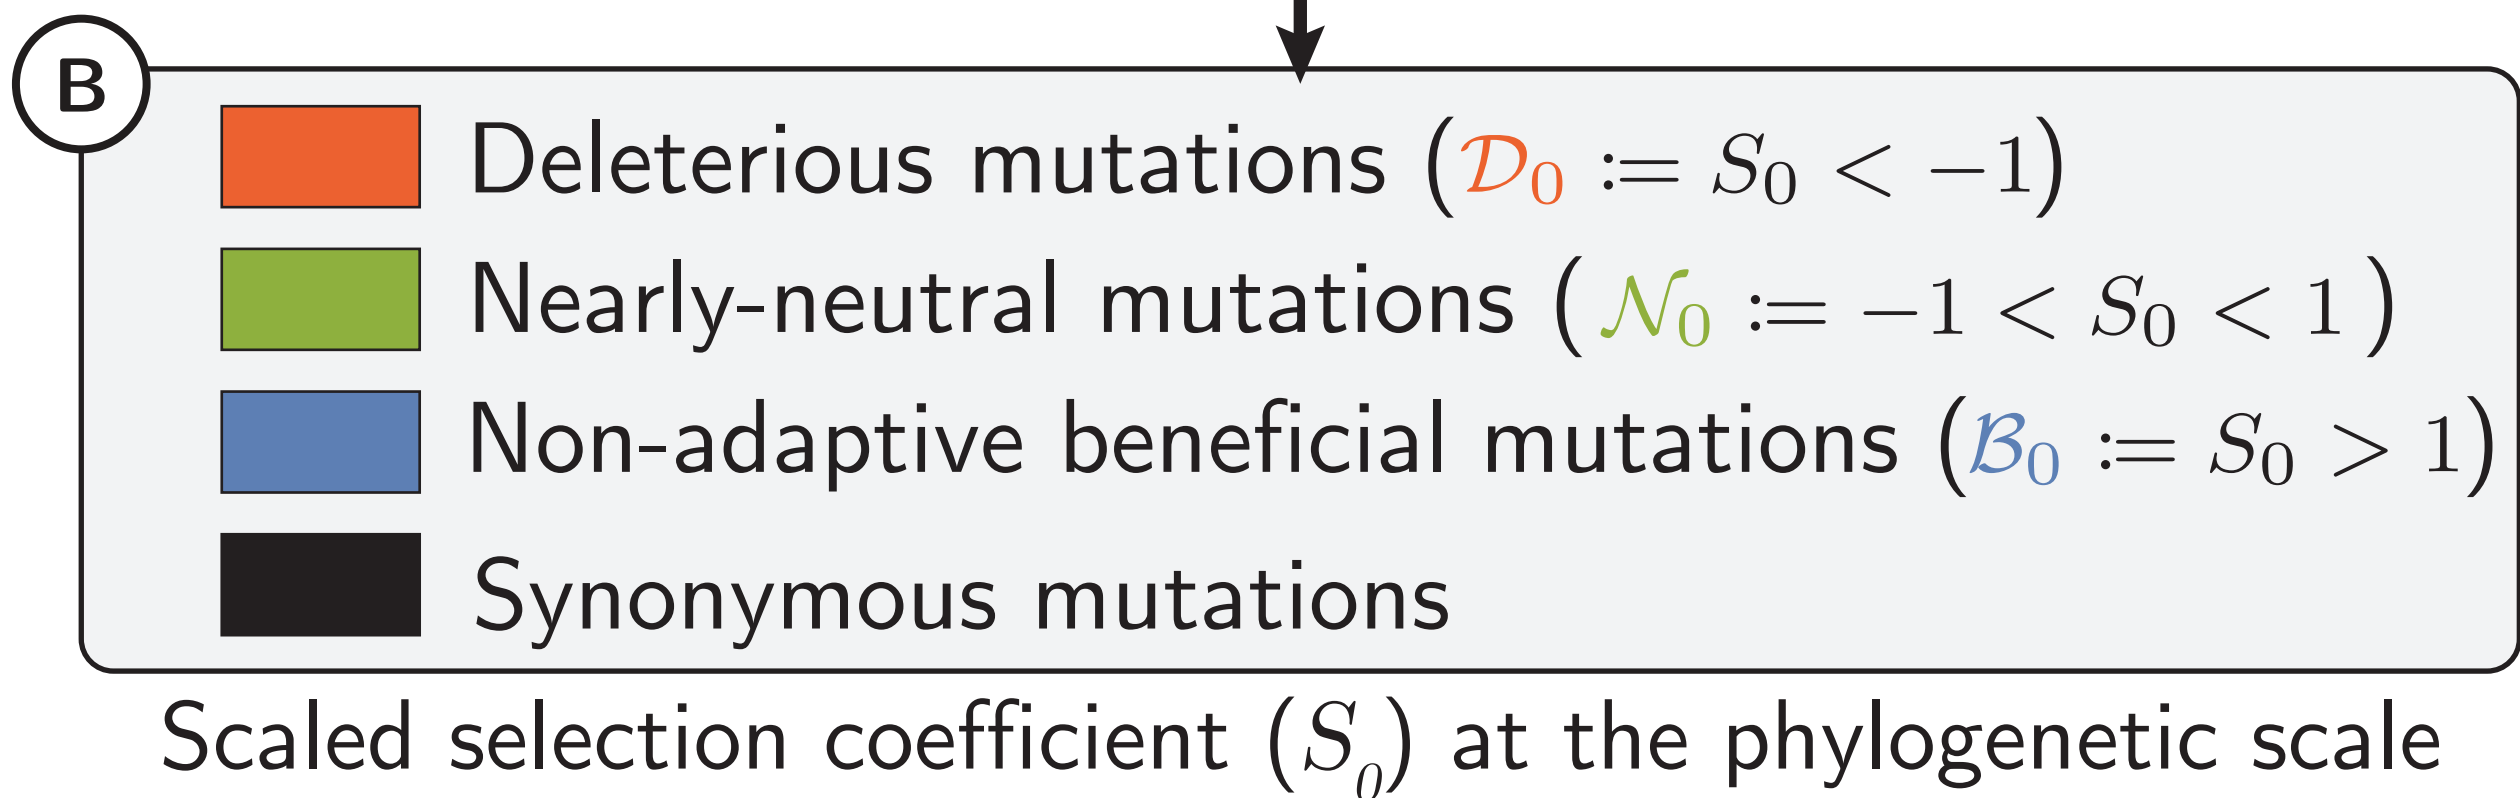 B
Deleterious mutations (𝒟₀ := S₀ < −1)
Nearly-neutral mutations (𝒩₀ := −1 < S₀ < 1 )
Non-adaptive beneficial mutations (ℬ₀ := S₀ > 1)
Synonymous mutations
Scaled selection coefficient (S₀) at the phylogenetic scale